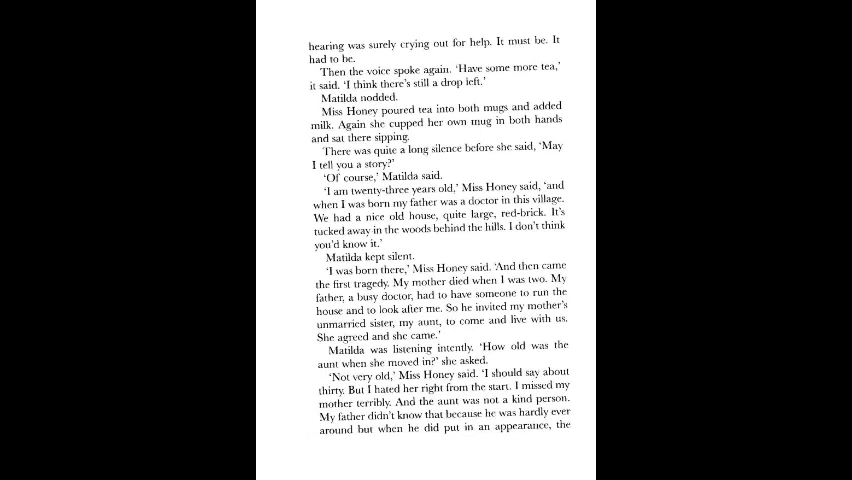 hearing was surely crying out for help. It must be. It
had to be.
Then the voice spoke again. ‘Have some more tea,’
it said. ‘I think there’s still a drop left.’
Matilda nodded.
Miss Honey poured tea into both mugs and added
milk. Again she cupped her own mug in both hands
and sat there sipping.
There was quite a long silence before she said, ‘May
I tell you a story?’
‘Of course,’ Matilda said.
‘I am twenty-three years old,’ Miss Honey said, ‘and
when I was born my father was a doctor in this village.
We had a nice old house, quite large, red-brick. It’s
tucked away in the woods behind the hills. I don’t think
you’d know it.’
Matilda kept silent.
‘I was born there,’ Miss Honey said. ‘And then came
the first tragedy. My mother died when I was two. My
father, a busy doctor, had to have someone to run the
house and to look after me. So he invited my mother’s
unmarried sister, my aunt, to come and live with us.
She agreed and she came.’
Matilda was listening intently. ‘How old was the
aunt when she moved in?’ she asked.
‘Not very old,’ Miss Honey said. ‘I should say about
thirty. But I hated her right from the start. I missed my
mother terribly. And the aunt was not a kind person.
My father didn’t know that because he was hardly ever
around but when he did put in an appearance, the